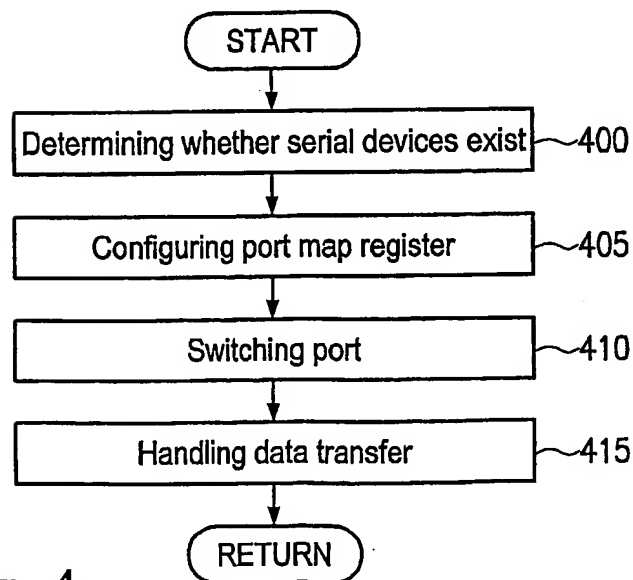 START
Determining whether serial devices exist 400
Configuring port map register 405
Switching port 410
Handling data transfer 415
RETURN
4